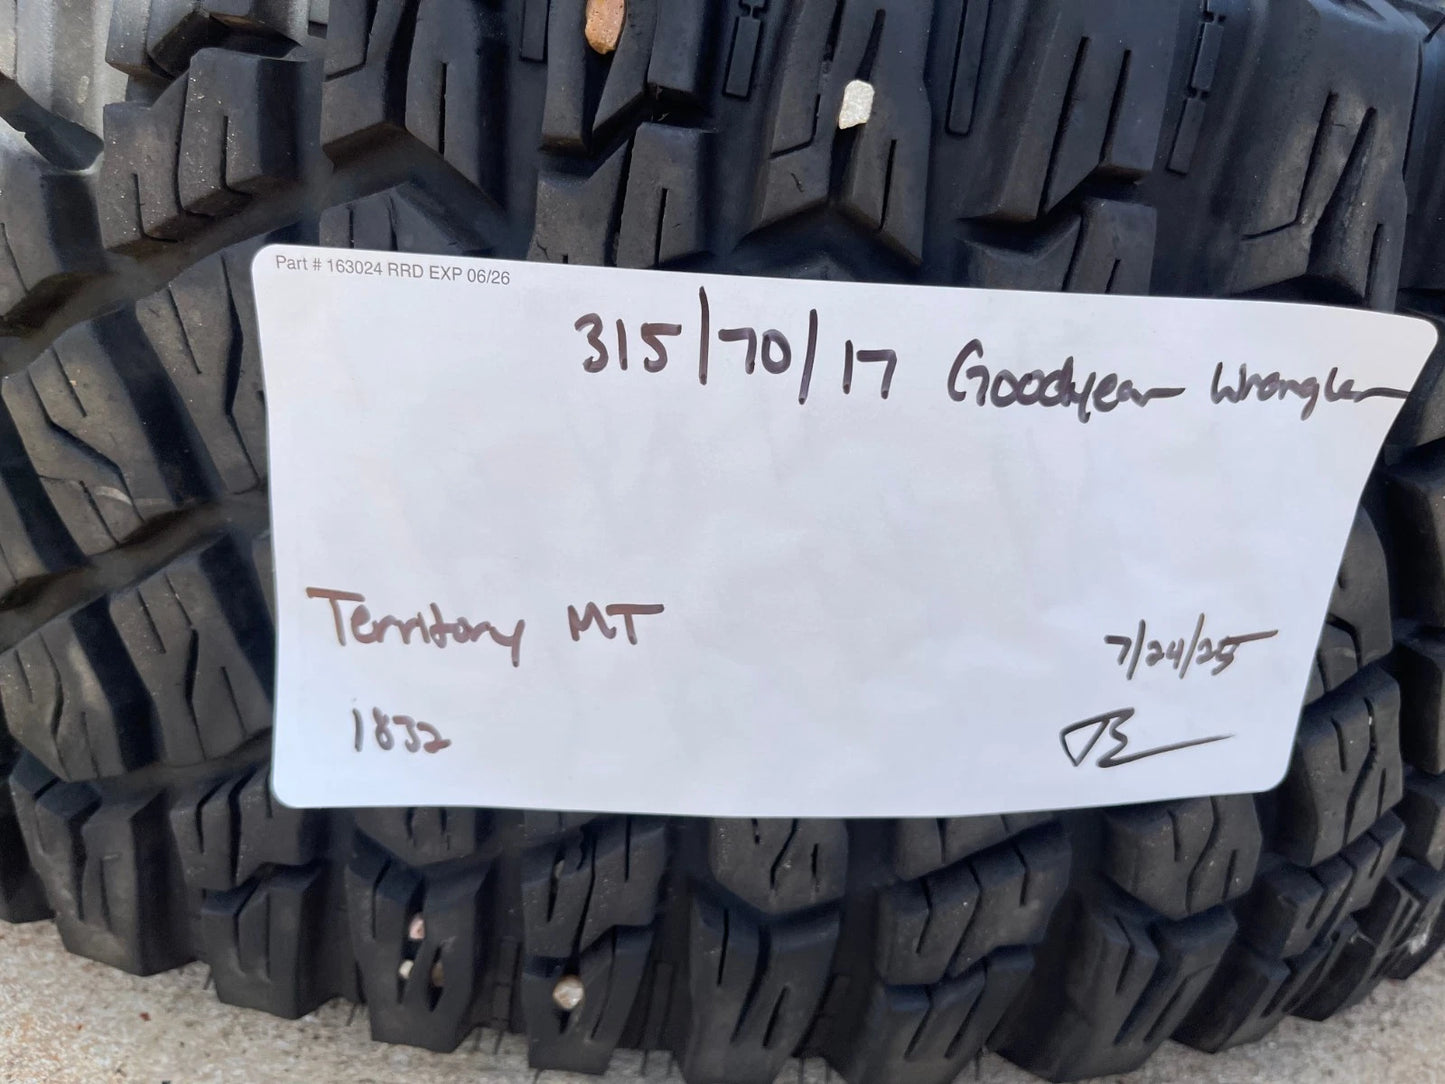 Part # 163024 RRD EXP 06/26
315/70/17 Goodyear Wrangler
Territory MT
7/24/25
1832